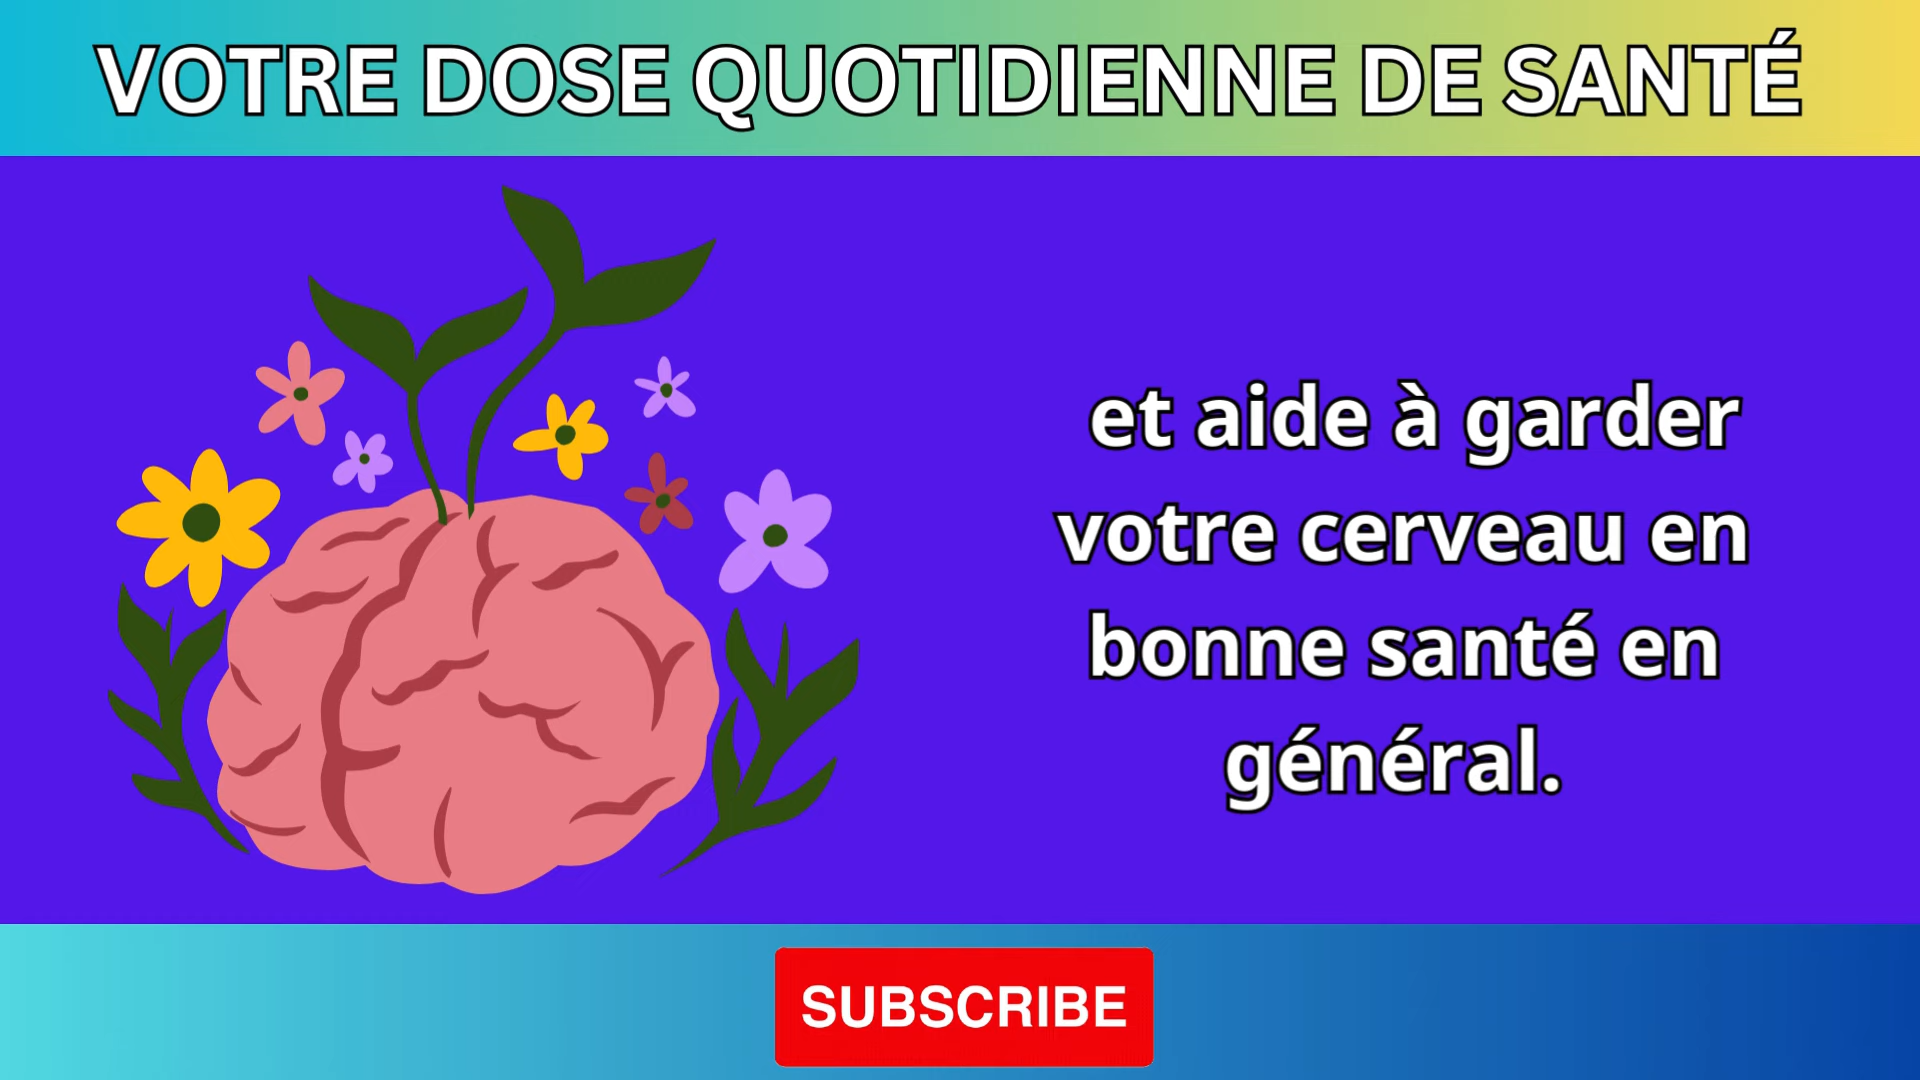 VOTRE DOSE QUOTIDIENNE DE SANTÉ
et aide à garder
votre cerveau en
bonne santé en
général.
SUBSCRIBE